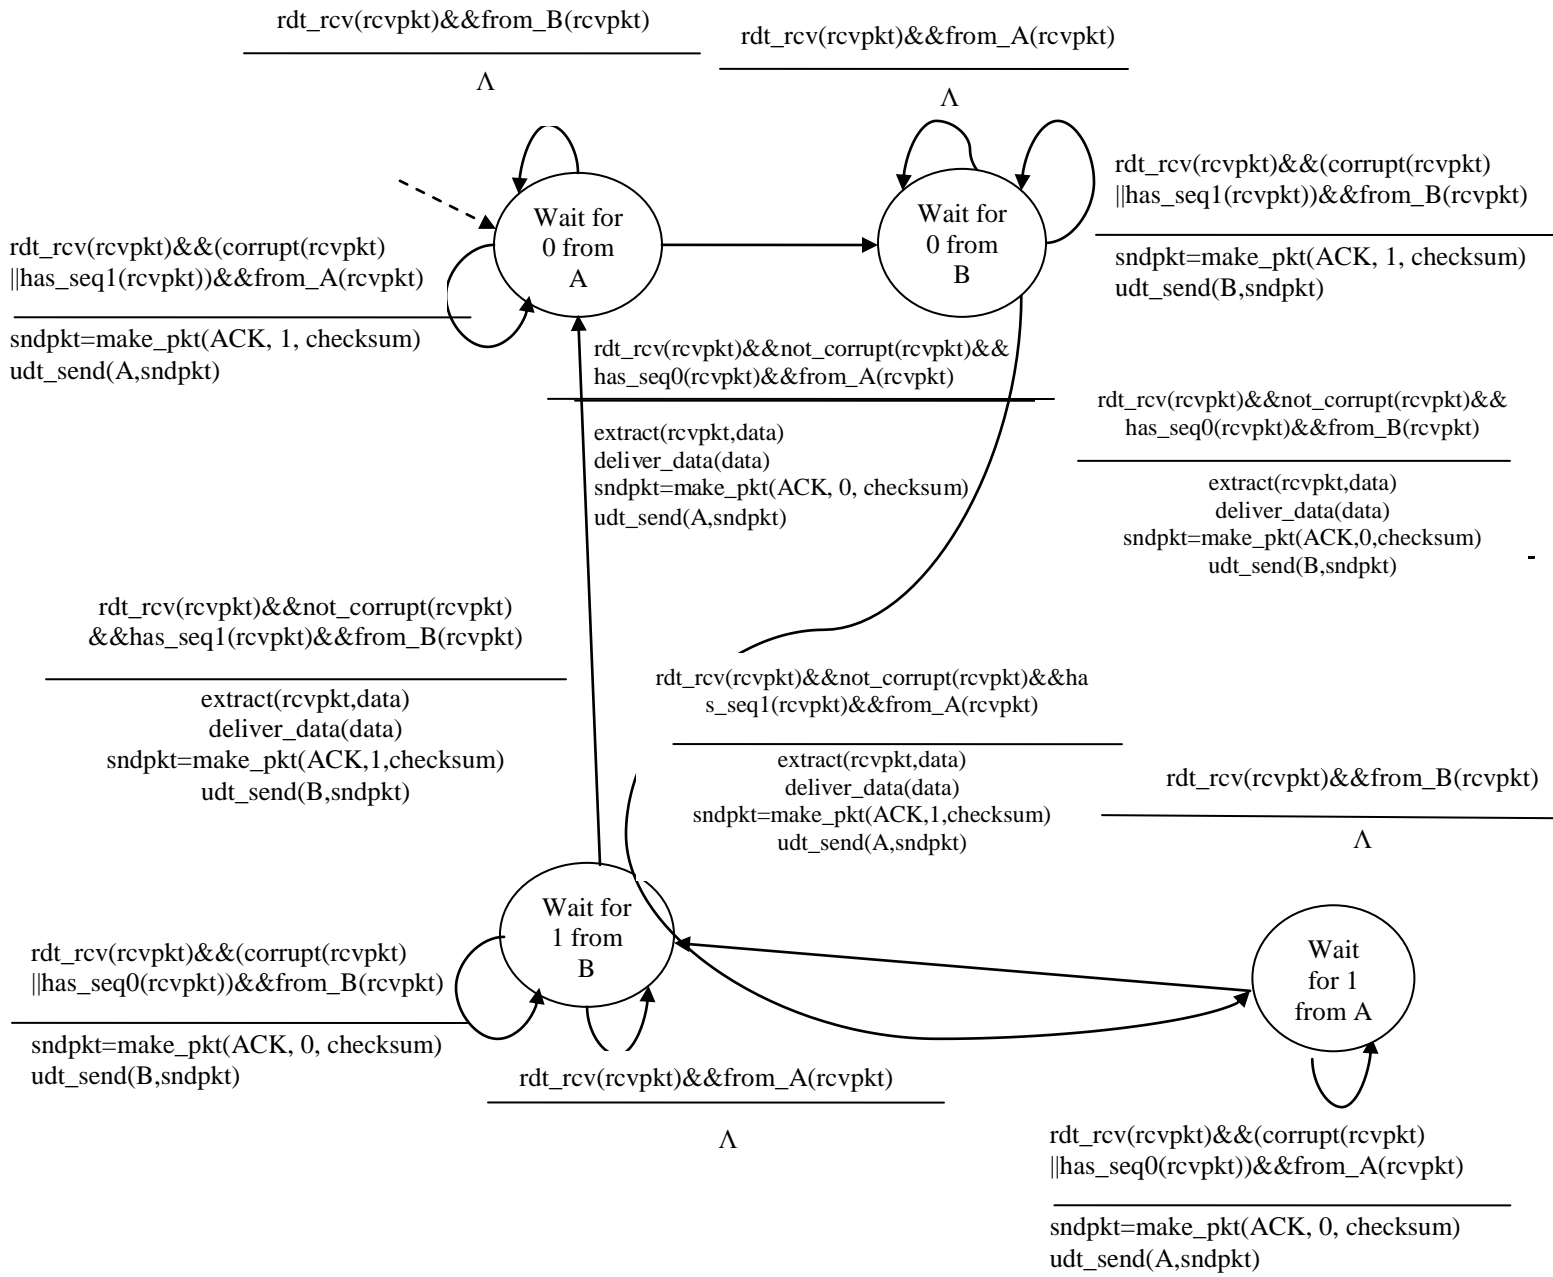 rdt_rcv(rcvpkt)&&from_B(rcvpkt)
Λ
rdt_rcv(rcvpkt)&&from_A(rcvpkt)
Λ
rdt_rcv(rcvpkt)&&(corrupt(rcvpkt)
||has_seq1(rcvpkt))&&from_B(rcvpkt)
sndpkt=make_pkt(ACK, 1, checksum)
udt_send(B,sndpkt)
Wait for
0 from
A
Wait for
0 from
B
rdt_rcv(rcvpkt)&&(corrupt(rcvpkt)
||has_seq1(rcvpkt))&&from_A(rcvpkt)
sndpkt=make_pkt(ACK, 1, checksum)
udt_send(A,sndpkt)
rdt_rcv(rcvpkt)&&not_corrupt(rcvpkt)&&
has_seq0(rcvpkt)&&from_A(rcvpkt)
extract(rcvpkt,data)
deliver_data(data)
sndpkt=make_pkt(ACK, 0, checksum)
udt_send(A,sndpkt)
rdt_rcv(rcvpkt)&&not_corrupt(rcvpkt)&&
has_seq0(rcvpkt)&&from_B(rcvpkt)
extract(rcvpkt,data)
deliver_data(data)
sndpkt=make_pkt(ACK,0,checksum)
udt_send(B,sndpkt)
rdt_rcv(rcvpkt)&&not_corrupt(rcvpkt)
&&has_seq1(rcvpkt)&&from_B(rcvpkt)
extract(rcvpkt,data)
deliver_data(data)
sndpkt=make_pkt(ACK,1,checksum)
udt_send(B,sndpkt)
rdt_rcv(rcvpkt)&&not_corrupt(rcvpkt)&&ha
s_seq1(rcvpkt)&&from_A(rcvpkt)
extract(rcvpkt,data)
deliver_data(data)
sndpkt=make_pkt(ACK,1,checksum)
udt_send(A,sndpkt)
rdt_rcv(rcvpkt)&&from_B(rcvpkt)
Λ
Wait for
1 from
B
Wait
for 1
from A
rdt_rcv(rcvpkt)&&(corrupt(rcvpkt)
||has_seq0(rcvpkt))&&from_B(rcvpkt)
sndpkt=make_pkt(ACK, 0, checksum)
udt_send(B,sndpkt)
rdt_rcv(rcvpkt)&&from_A(rcvpkt)
Λ
rdt_rcv(rcvpkt)&&(corrupt(rcvpkt)
||has_seq0(rcvpkt))&&from_A(rcvpkt)
sndpkt=make_pkt(ACK, 0, checksum)
udt_send(A,sndpkt)